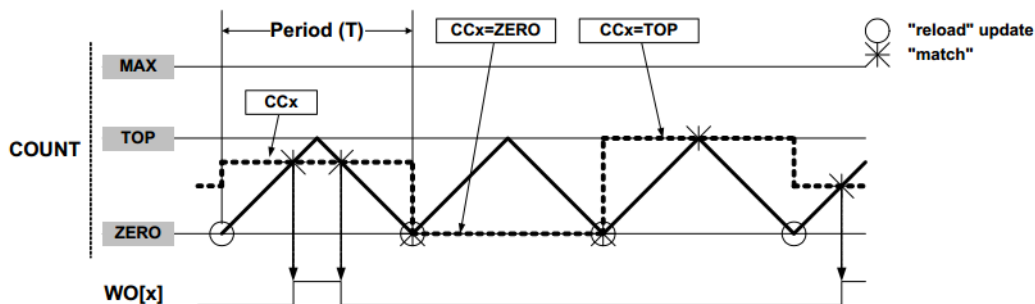 Period (T)
CCx=ZERO
CCx=TOP
"reload" update
"match"
MAX
CCx
COUNT
TOP
ZERO
WO[x]